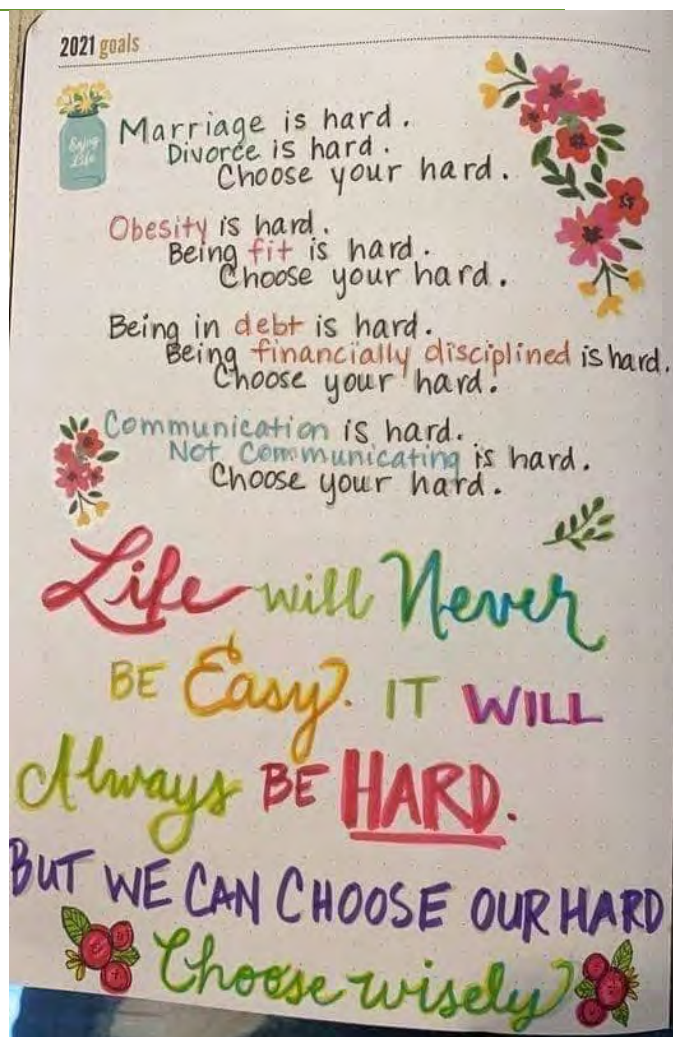 2021 goals
Enjoy
Life
Marriage is hard.
Divorce is hard.
Choose your hard.
Obesity is hard.
Being fit is hard.
Choose your hard.
Being in debt is hard.
Being financially disciplined is hard.
Choose your hard.
Communication is hard.
Not Communicating is hard.
Choose your hard.
Life will Never
BE Easy. IT WILL
Always BE HARD.
BUT WE CAN CHOOSE OUR HARD
Choose wisely